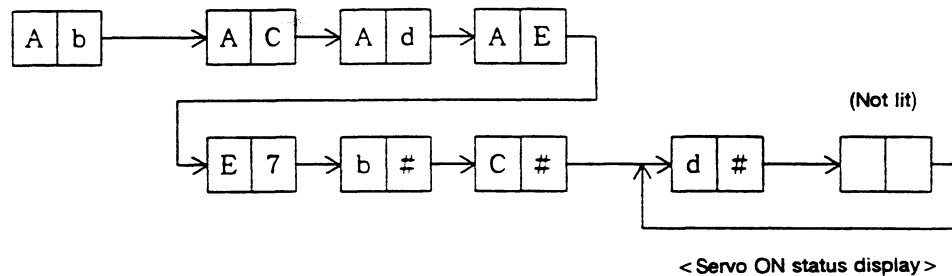 A b A C A d A E
(Not lit)
E 7 b # C # d #
< Servo ON status display >